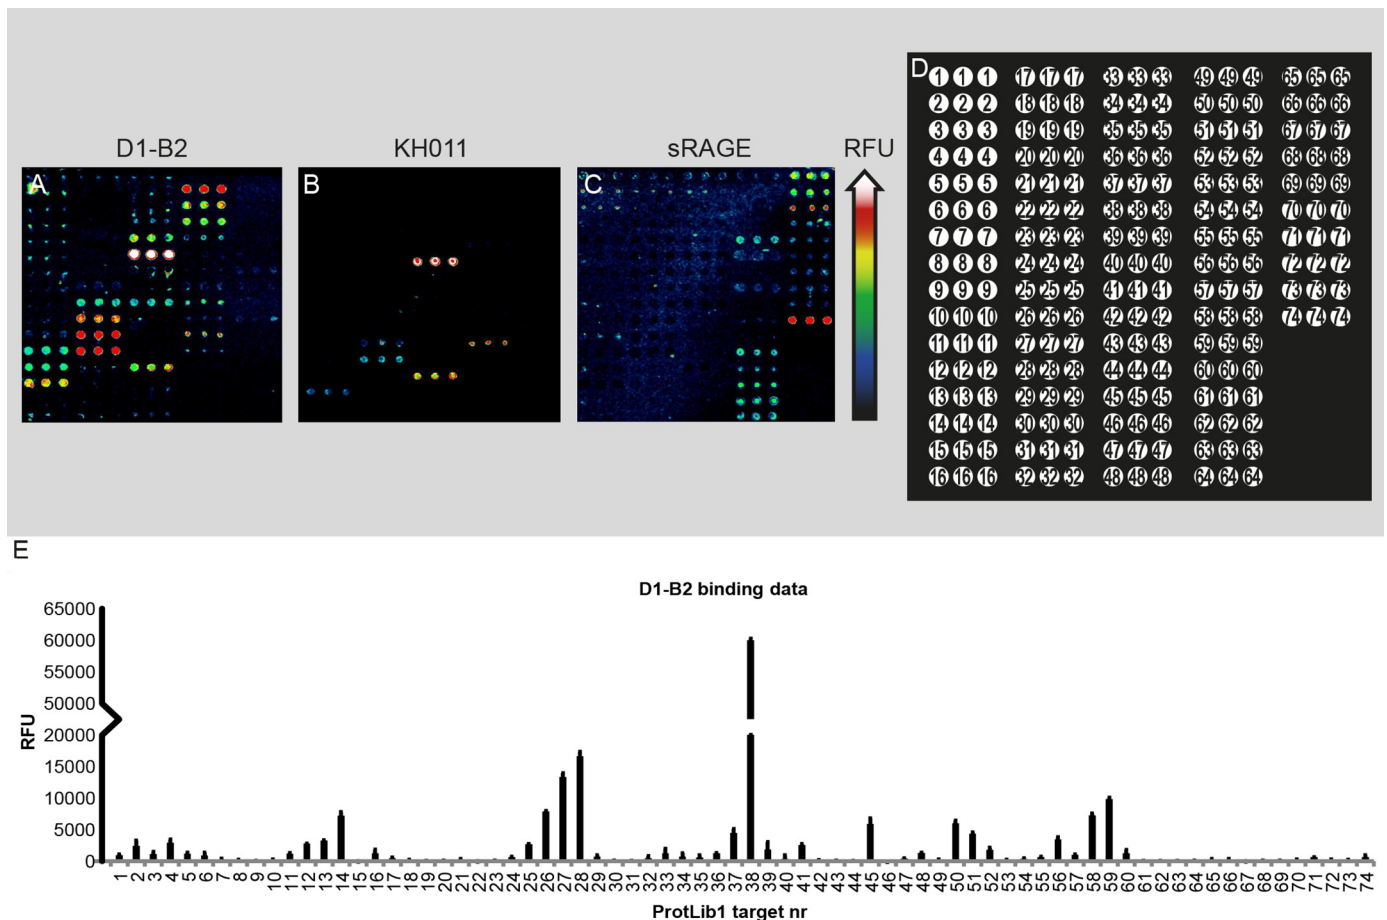 D1-B2 KH011 sRAGE RFU
A B C D
1 1 1 17 17 17 33 33 33 49 49 49 65 65 65
2 2 2 18 18 18 34 34 34 50 50 50 66 66 66
3 3 3 19 19 19 35 35 35 51 51 51 67 67 67
4 4 4 20 20 20 36 36 36 52 52 52 68 68 68
5 5 5 21 21 21 37 37 37 53 53 53 69 69 69
6 6 6 22 22 22 38 38 38 54 54 54 70 70 70
7 7 7 23 23 23 39 39 39 55 55 55 71 71 71
8 8 8 24 24 24 40 40 40 56 56 56 72 72 72
9 9 9 25 25 25 41 41 41 57 57 57 73 73 73
10 10 10 26 26 26 42 42 42 58 58 58 74 74 74
11 11 11 27 27 27 43 43 43 59 59 59
12 12 12 28 28 28 44 44 44 60 60 60
13 13 13 29 29 29 45 45 45 61 61 61
14 14 14 30 30 30 46 46 46 62 62 62
15 15 15 31 31 31 47 47 47 63 63 63
16 16 16 32 32 32 48 48 48 64 64 64
E
D1-B2 binding data
65000
60000
55000
50000
20000
15000
10000
5000
0
RFU
1 2 3 4 5 6 7 8 9 10 11 12 13 14 15 16 17 18 19 20 21 22 23 24 25 26 27 28 29 30 31 32 33 34 35 36 37 38 39 40 41 42 43 44 45 46 47 48 49 50 51 52 53 54 55 56 57 58 59 60 61 62 63 64 65 66 67 68 69 70 71 72 73 74
ProtLib1 target nr